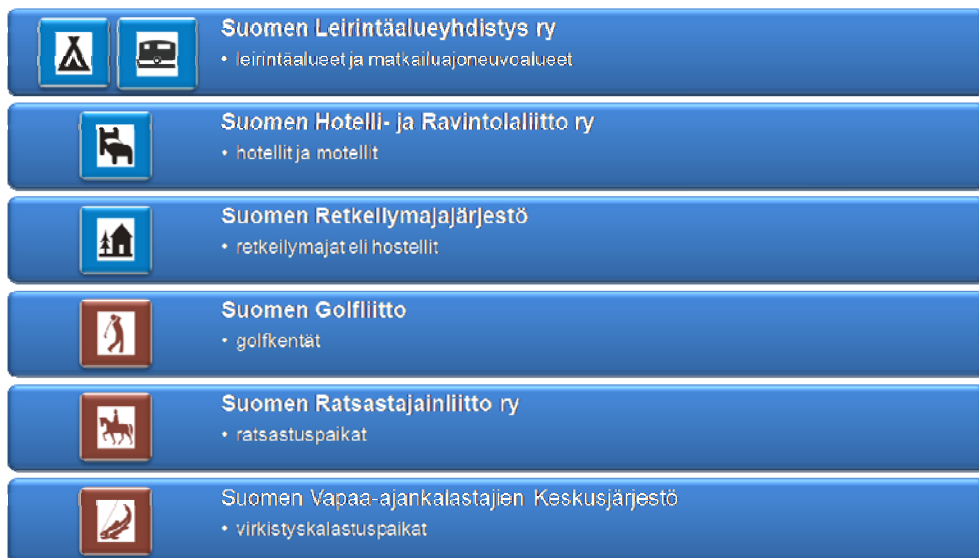 Suomen Leirintäalueyhdistys ry
• leirintäalueet ja matkailuajoneuvoalueet
Suomen Hotelli- ja Ravintolaliitto ry
• hotellit ja motellit
Suomen Retkeilymajajärjestö
• retkeilymajat eli hostellit
Suomen Golfliitto
• golfkentät
Suomen Ratsastajainliitto ry
• ratsastuspaikat
Suomen Vapaa-ajankalastajien Keskusjärjestö
• virkistyskalastuspaikat